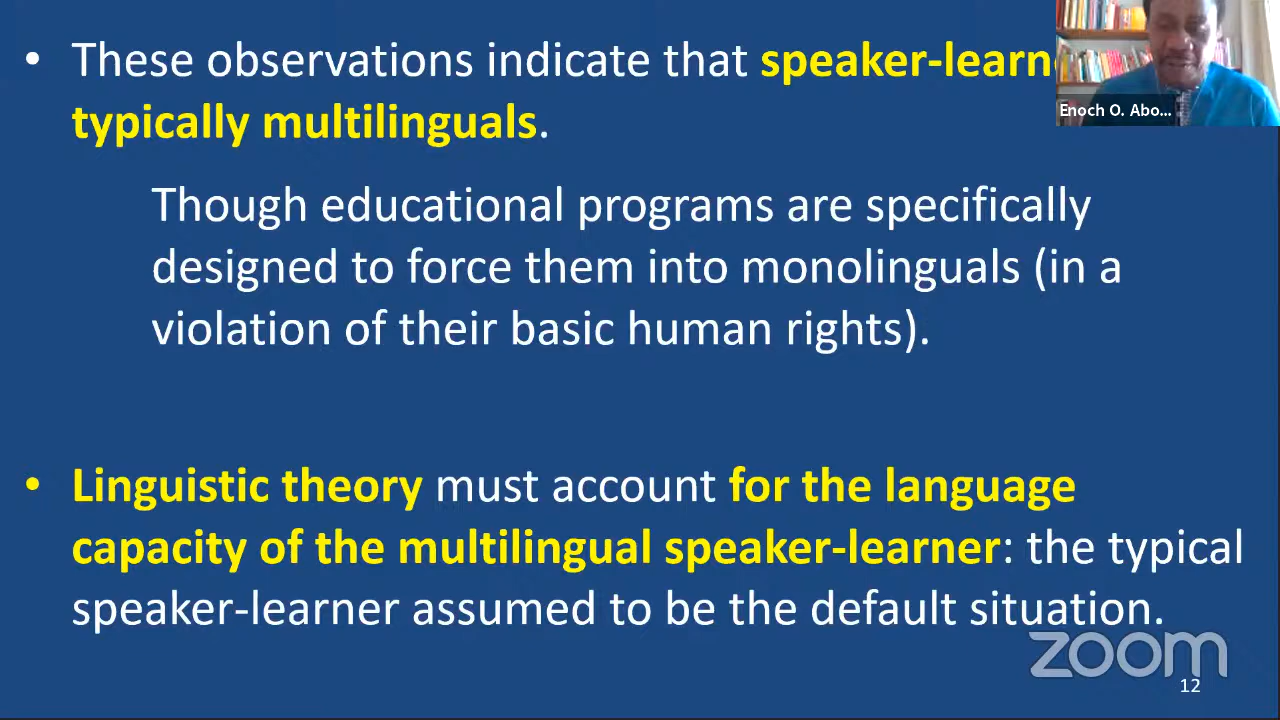 • These observations indicate that speaker-learn
typically multilinguals.
Though educational programs are specifically
designed to force them into monolinguals (in a
violation of their basic human rights).
• Linguistic theory must account for the language
capacity of the multilingual speaker-learner: the typical
speaker-learner assumed to be the default situation.
Enoch O. Abo...
zoom
12